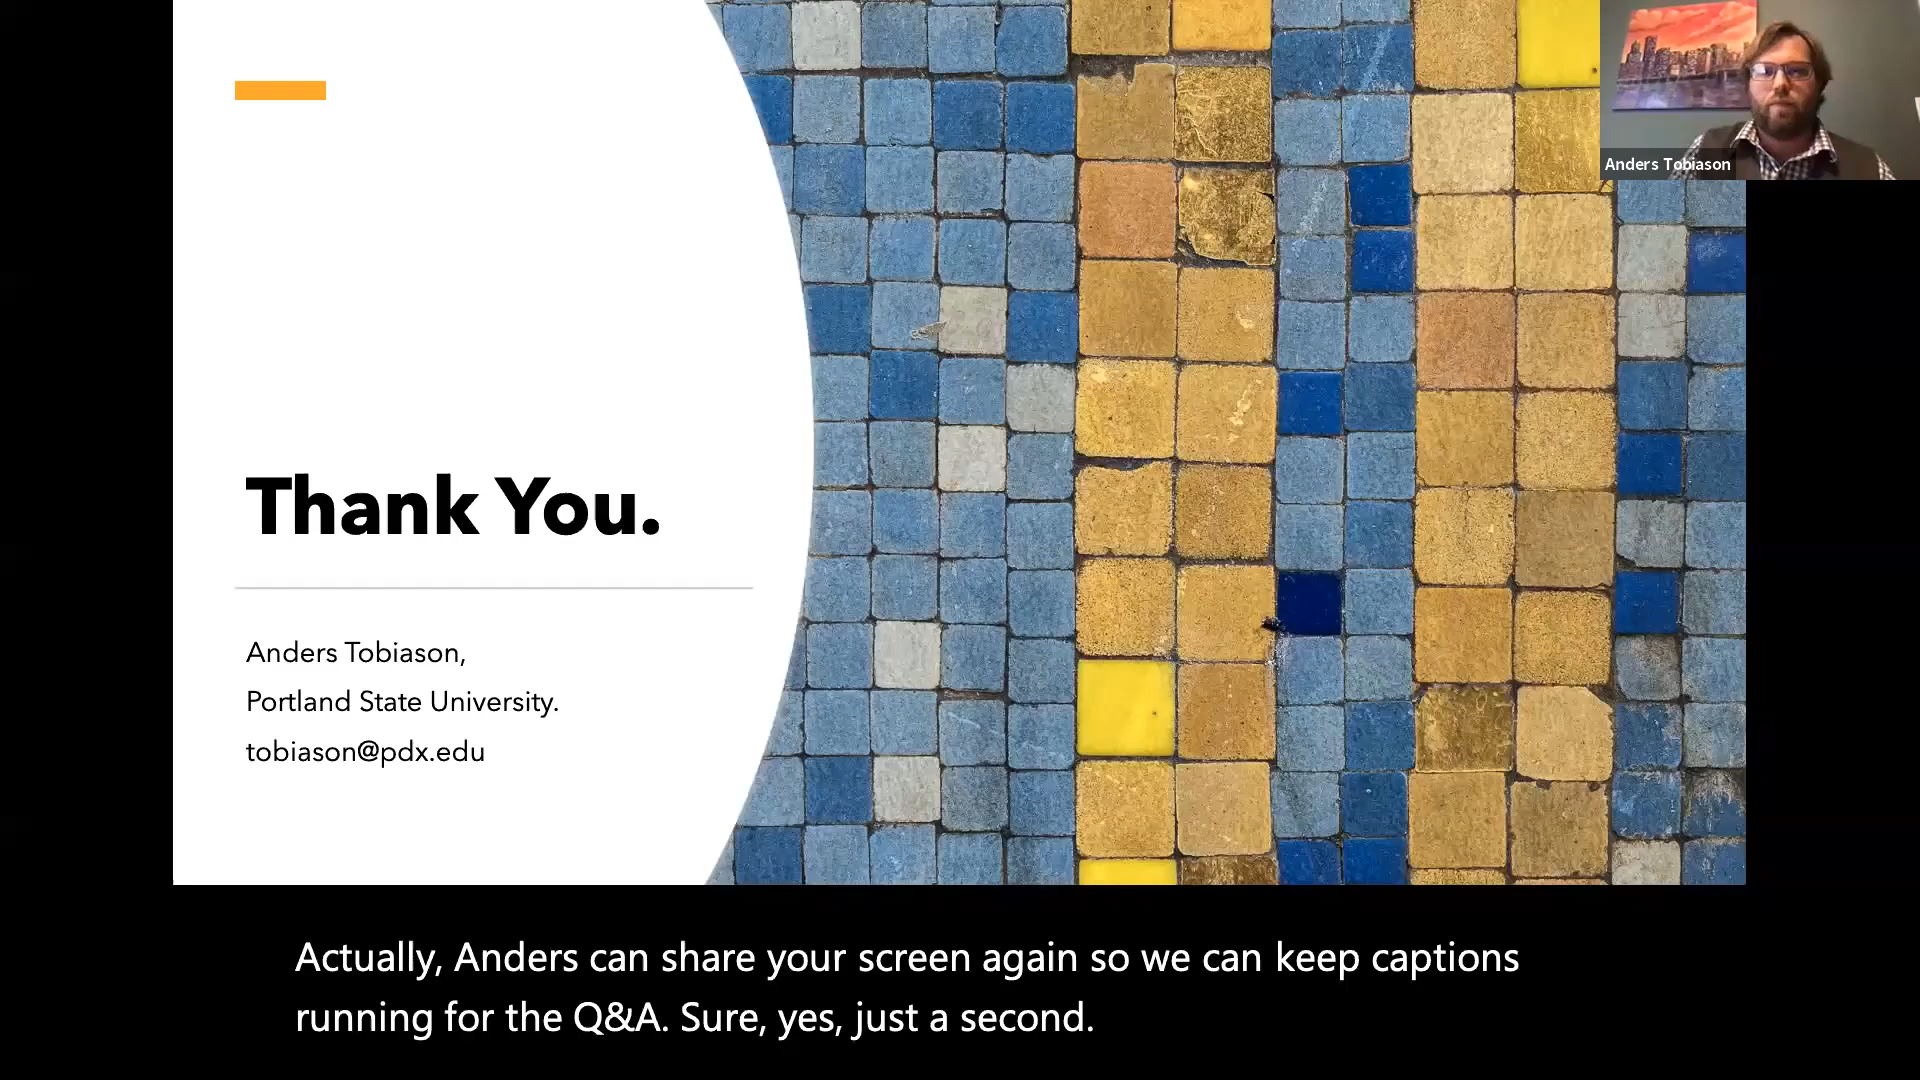 Anders Tobiason
Thank You.
Anders Tobiason,
Portland State University.
tobiason@pdx.edu
Actually, Anders can share your screen again so we can keep captions
running for the Q&A. Sure, yes, just a second.